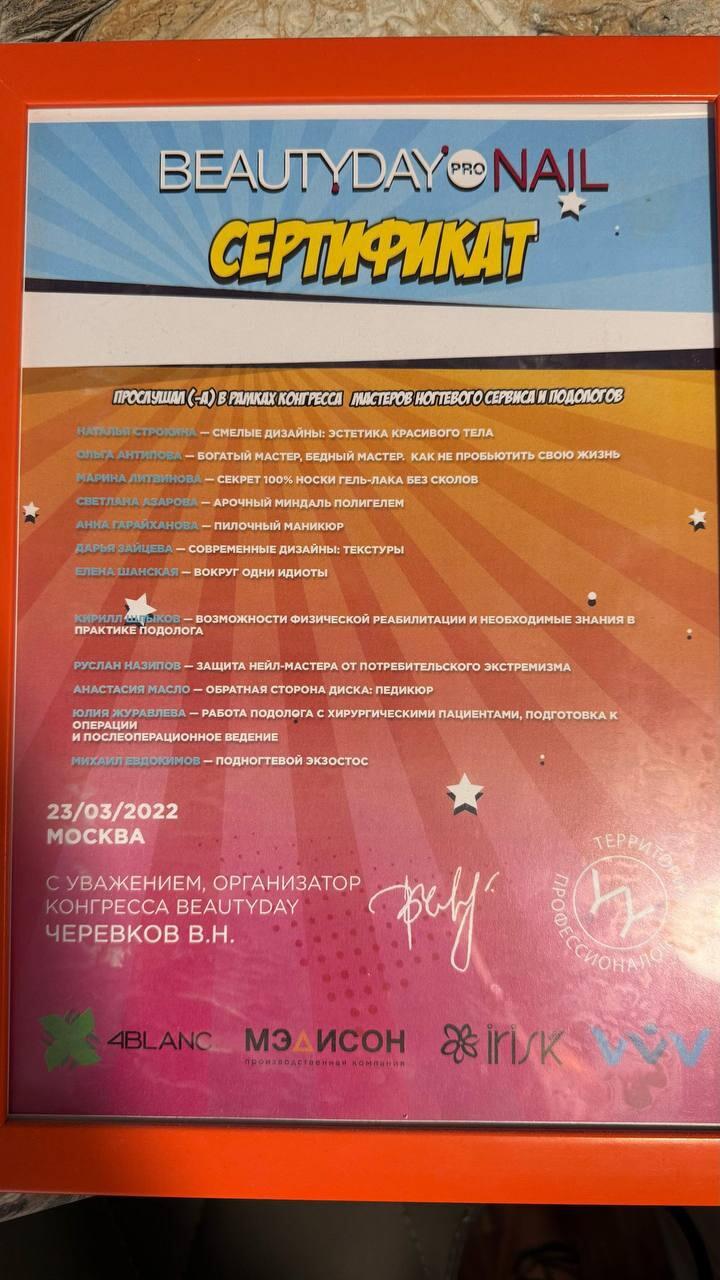 BEAUTYDAY PRO NAIL
СЕРТИФИКАТ
ПРОСЛУШАЛ (-А) В РАМКАХ КОНГРЕССА МАСТЕРОВ НОГТЕВОГО СЕРВИСА И ПОДОЛОГОВ
НАТАЛЬЯ СТРОКИНА — СМЕЛЫЕ ДИЗАЙНЫ: ЭСТЕТИКА КРАСИВОГО ТЕЛА
ОЛЬГА АНТИПОВА — БОГАТЫЙ МАСТЕР, БЕДНЫЙ МАСТЕР. КАК НЕ ПРОБЬЮТИТЬ СВОЮ ЖИЗНЬ
МАРИНА ЛИТВИНОВА — СЕКРЕТ 100% НОСКИ ГЕЛЬ-ЛАКА БЕЗ СКОЛОВ
СВЕТЛАНА АЗАРОВА — АРОЧНЫЙ МИНДАЛЬ ПОЛИГЕЛЕМ
АННА ГАРАЙХАНОВА — ПИЛОЧНЫЙ МАНИКЮР
ДАРЬЯ ЗАЙЦЕВА — СОВРЕМЕННЫЕ ДИЗАЙНЫ: ТЕКСТУРЫ
ЕЛЕНА ШАНСКАЯ — ВОКРУГ ОДНИ ИДИОТЫ
КИРИЛЛ — ВОЗМОЖНОСТИ ФИЗИЧЕСКОЙ РЕАБИЛИТАЦИИ И НЕОБХОДИМЫЕ ЗНАНИЯ В
ПРАКТИКЕ ПОДОЛОГА
РУСЛАН НАЗИПОВ — ЗАЩИТА НЕЙЛ-МАСТЕРА ОТ ПОТРЕБИТЕЛЬСКОГО ЭКСТРЕМИЗМА
АНАСТАСИЯ МАСЛО — ОБРАТНАЯ СТОРОНА ДИСКА: ПЕДИКЮР
ЮЛИЯ ЖУРАВЛЕВА — РАБОТА ПОДОЛОГА С ХИРУРГИЧЕСКИМИ ПАЦИЕНТАМИ, ПОДГОТОВКА К
ОПЕРАЦИИ
И ПОСЛЕОПЕРАЦИОННОЕ ВЕДЕНИЕ
МИХАИЛ ЕВДОКИМОВ — ПОДНОГТЕВОЙ ЭКЗОСТОС
23/03/2022
МОСКВА
С УВАЖЕНИЕМ, ОРГАНИЗАТОР
КОНГРЕССА BEAUTYDAY
ЧЕРЕВКОВ В.Н.
ТЕРРИТОРИЯ
ПРОФЕССИОНАЛОВ
4BLANC
МЭДИСОН
производственная компания
irisk